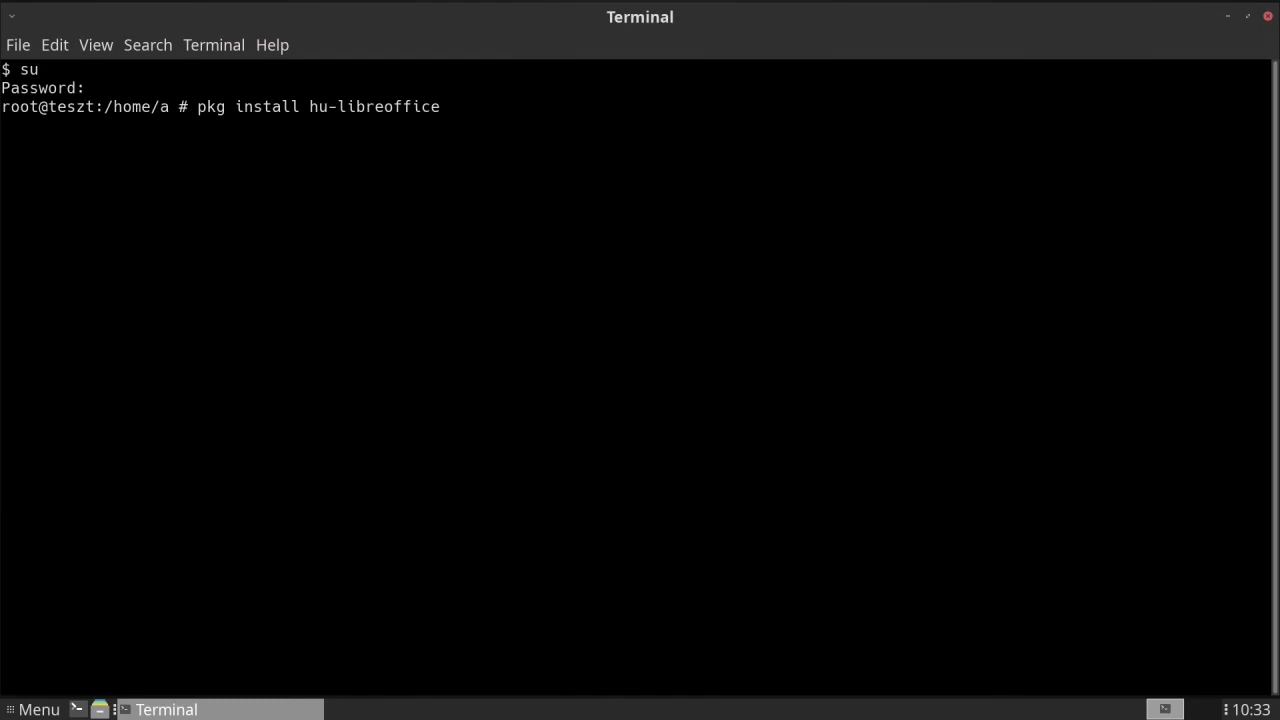 Terminal
File Edit View Search Terminal Help
$ su
Password:
root@teszt:/home/a # pkg install hu-libreoffice
Menu Terminal 10:33